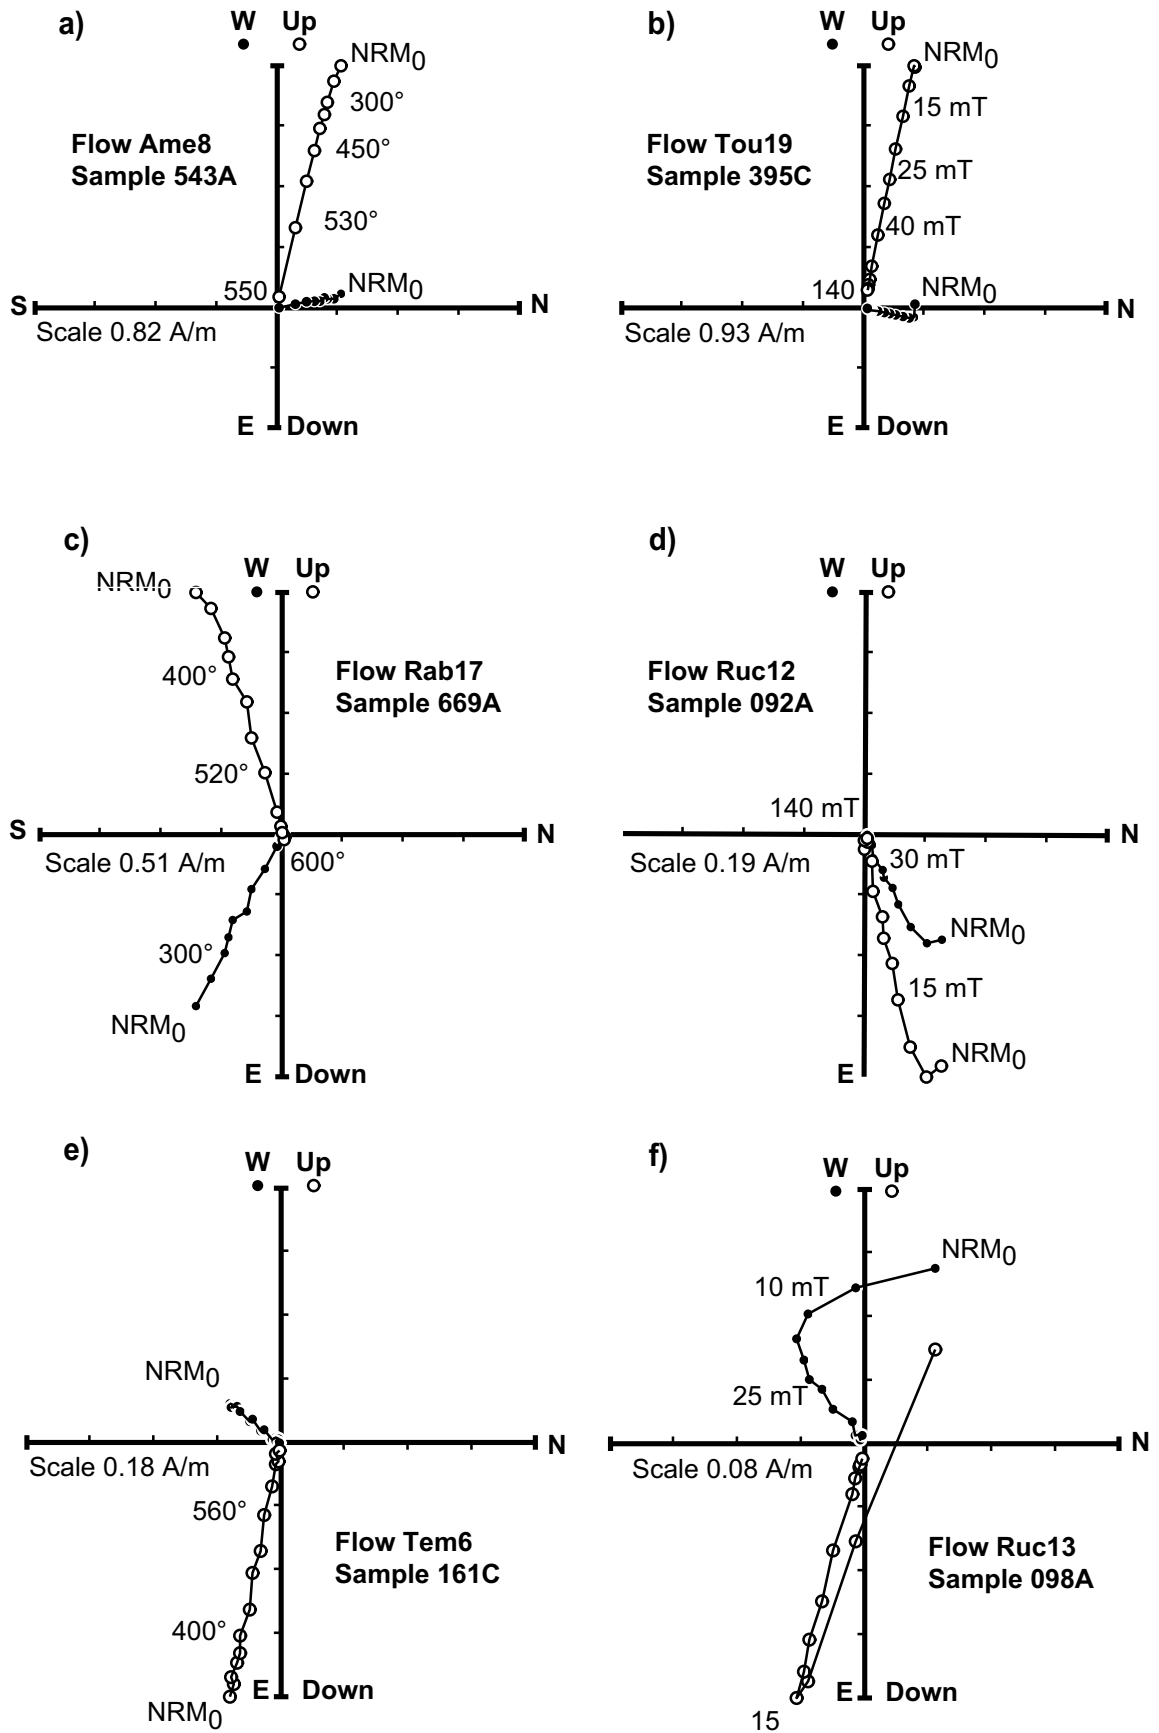 a)
W Up
NRM0
300°
Flow Ame8
Sample 543A
450°
530°
550
NRM0
S N
Scale 0.82 A/m
E Down
b)
W Up
NRM0
15 mT
Flow Tou19
Sample 395C
25 mT
40 mT
140
NRM0
N
Scale 0.93 A/m
E Down
c)
W Up
NRM0
400°
Flow Rab17
Sample 669A
520°
S N
Scale 0.51 A/m
600°
300°
NRM0
E Down
d)
W Up
Flow Ruc12
Sample 092A
140 mT
N
Scale 0.19 A/m
30 mT
NRM0
15 mT
NRM0
E
e)
W Up
NRM0
N
Scale 0.18 A/m
560°
Flow Tem6
Sample 161C
400°
NRM0
E Down
f)
W Up
NRM0
10 mT
25 mT
N
Scale 0.08 A/m
Flow Ruc13
Sample 098A
E Down
15